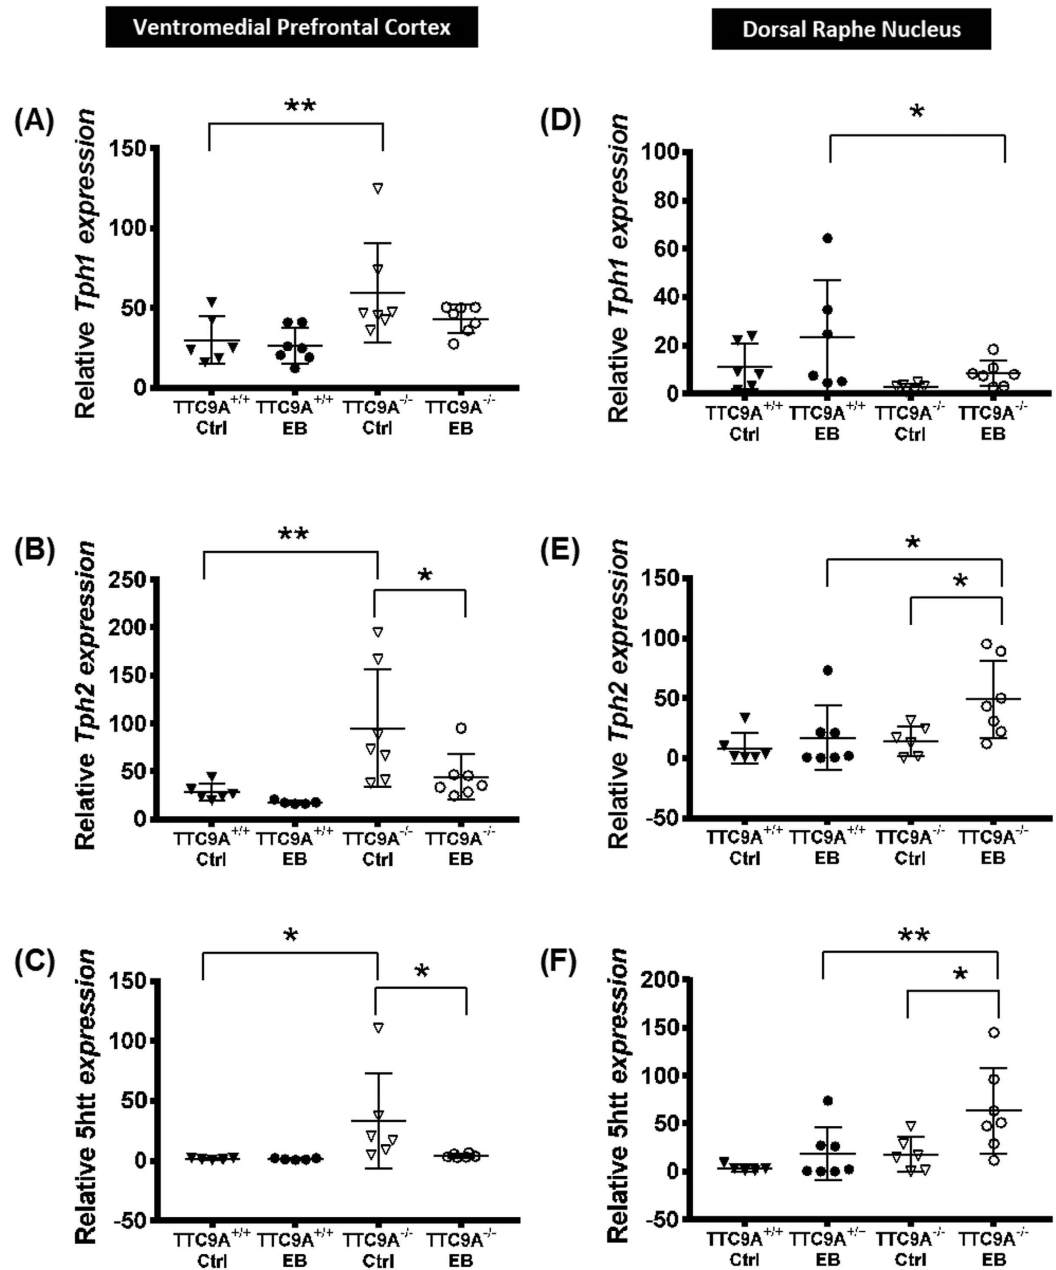 Ventromedial Prefrontal Cortex
Dorsal Raphe Nucleus
(A)
Relative Tph1 expression
**
150
100
50
0
TTC9A+/+ TTC9A+/+ TTC9A-/- TTC9A-/-
Ctrl EB Ctrl EB
(D)
Relative Tph1 expression
*
100
80
60
40
20
0
TTC9A+/+ TTC9A+/+ TTC9A-/- TTC9A-/-
Ctrl EB Ctrl EB
(B)
Relative Tph2 expression
**
*
250
200
150
100
50
0
TTC9A+/+ TTC9A+/+ TTC9A-/- TTC9A-/-
Ctrl EB Ctrl EB
(E)
Relative Tph2 expression
*
*
150
100
50
0
-50
TTC9A+/+ TTC9A+/+ TTC9A-/- TTC9A-/-
Ctrl EB Ctrl EB
(C)
Relative 5htt expression
*
*
150
100
50
0
-50
TTC9A+/+ TTC9A+/+ TTC9A-/- TTC9A-/-
Ctrl EB Ctrl EB
(F)
Relative 5htt expression
**
*
200
150
100
50
0
-50
TTC9A+/+ TTC9A+/− TTC9A-/- TTC9A-/-
Ctrl EB Ctrl EB